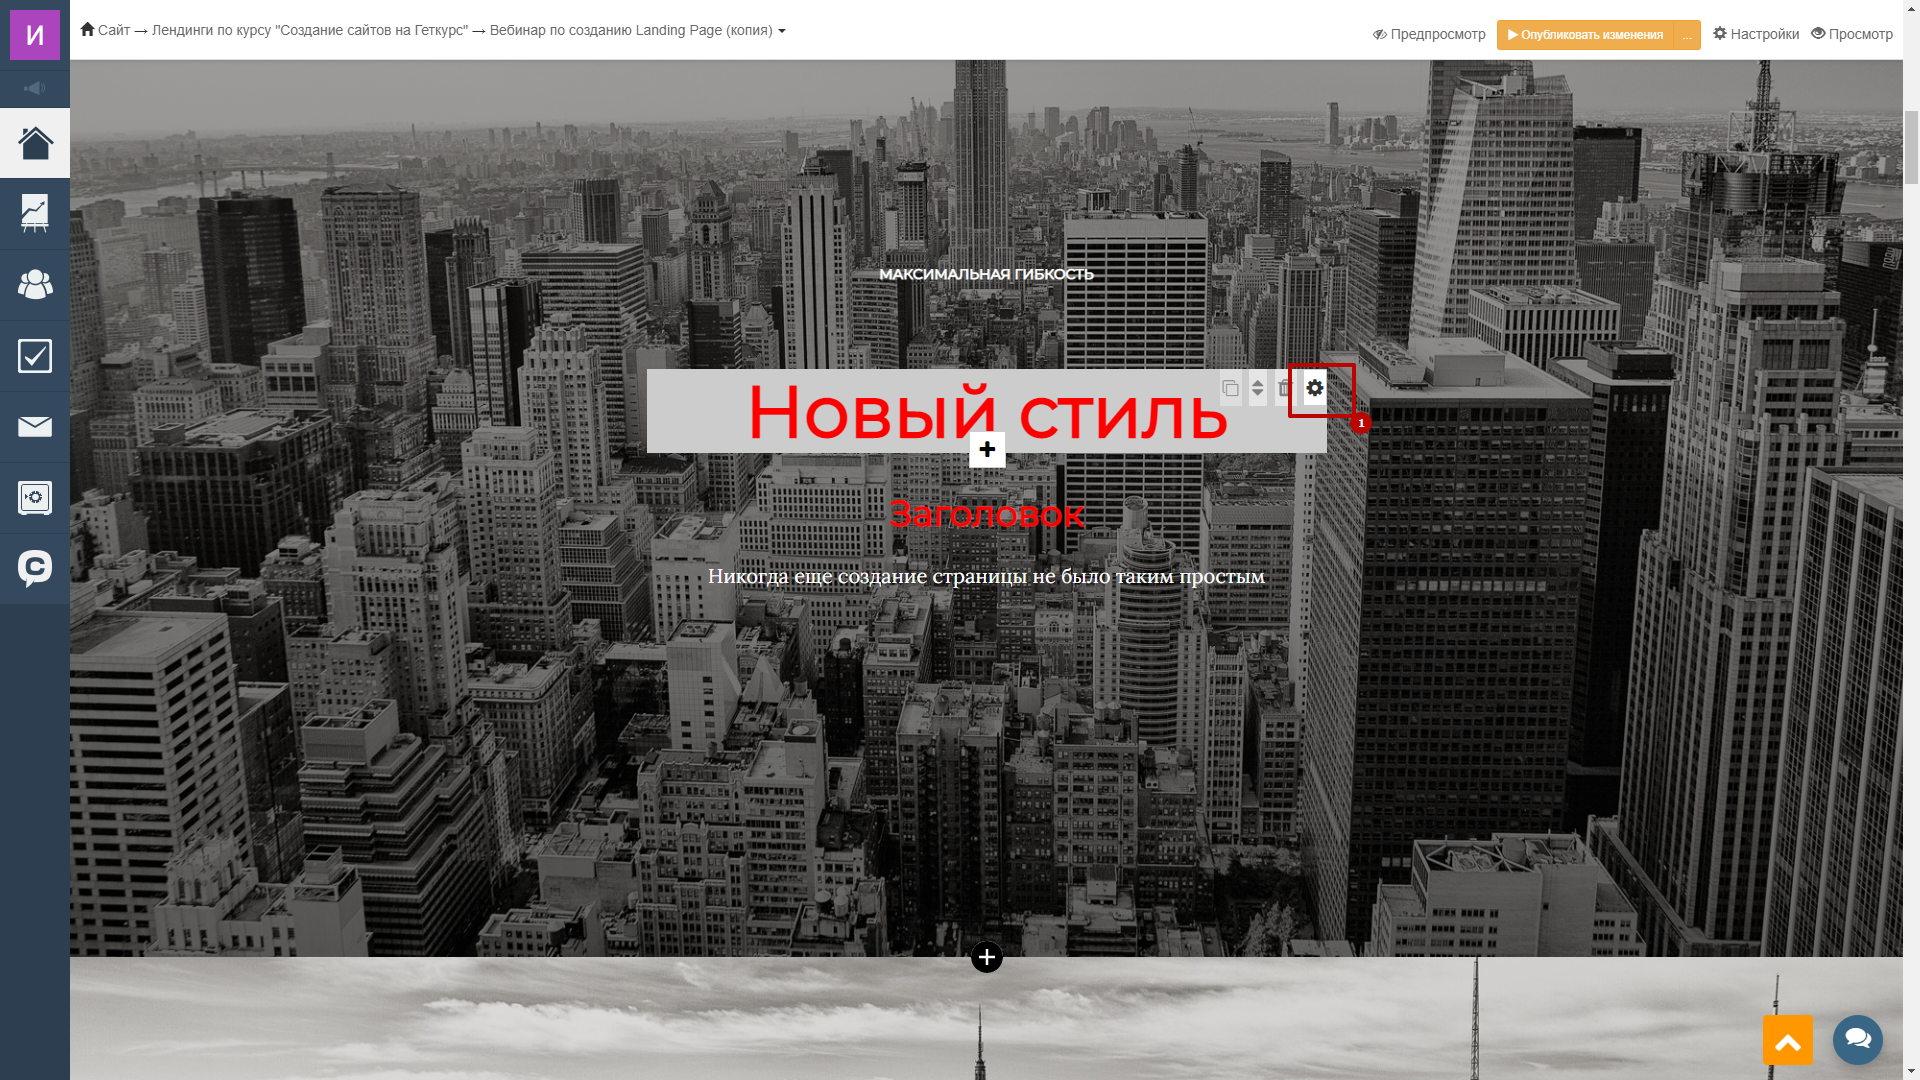 И
Сайт → Лендинги по курсу "Создание сайтов на Геткурс" → Вебинар по созданию Landing Page (копия)
Предпросмотр
Опубликовать изменения
...
Настройки
Просмотр
МАКСИМАЛЬНАЯ ГИБКОСТЬ
Новый стиль
1
Заголовок
Никогда еще создание страницы не было таким простым
C